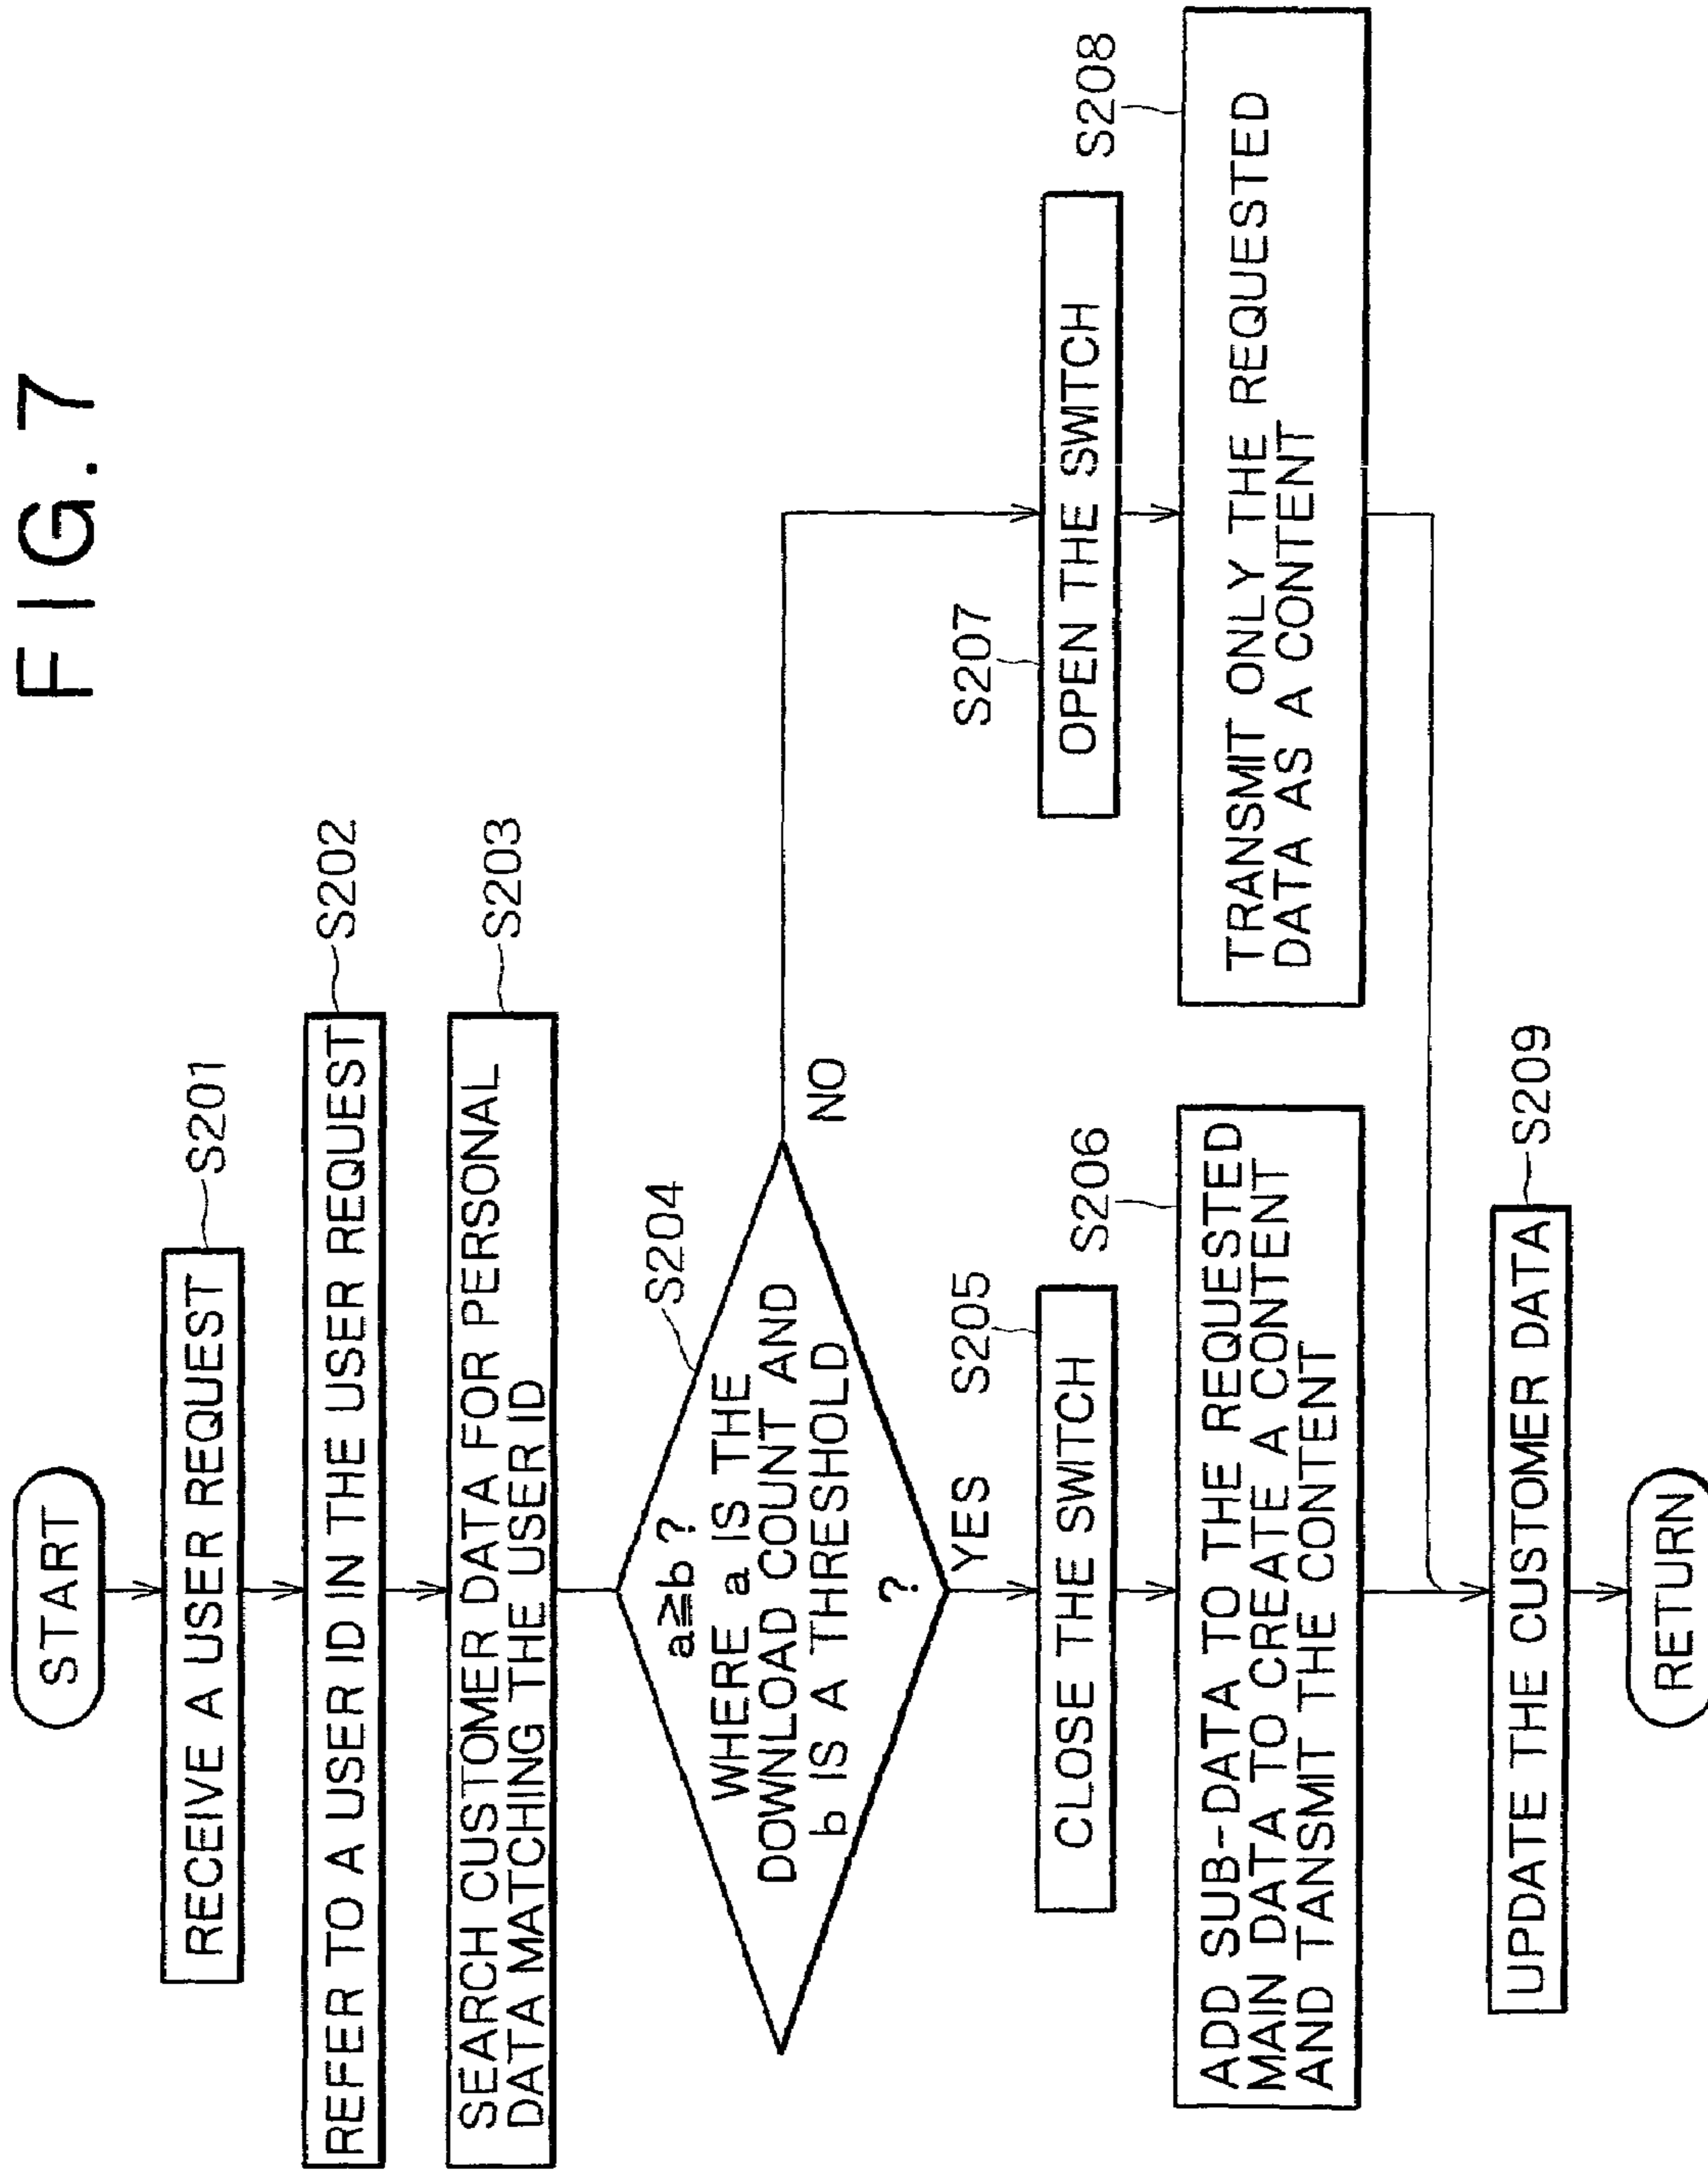 FIG.7
START
RECEIVE A USER REQUEST
S201
REFER TO A USER ID IN THE USER REQUEST
S202
SEARCH CUSTOMER DATA FOR PERSONAL
DATA MATCHING THE USER ID
S203
S204
a≧b?
WHERE a IS THE
DOWNLOAD COUNT AND
b IS A THRESHOLD
?
NO
YES
S205
CLOSE THE SWITCH
S206
ADD SUB-DATA TO THE REQUESTED
MAIN DATA TO CREATE A CONTENT
AND TANSMIT THE CONTENT
S207
OPEN THE SWITCH
S208
TRANSMIT ONLY THE REQUESTED
DATA AS A CONTENT
UPDATE THE CUSTOMER DATA
S209
RETURN